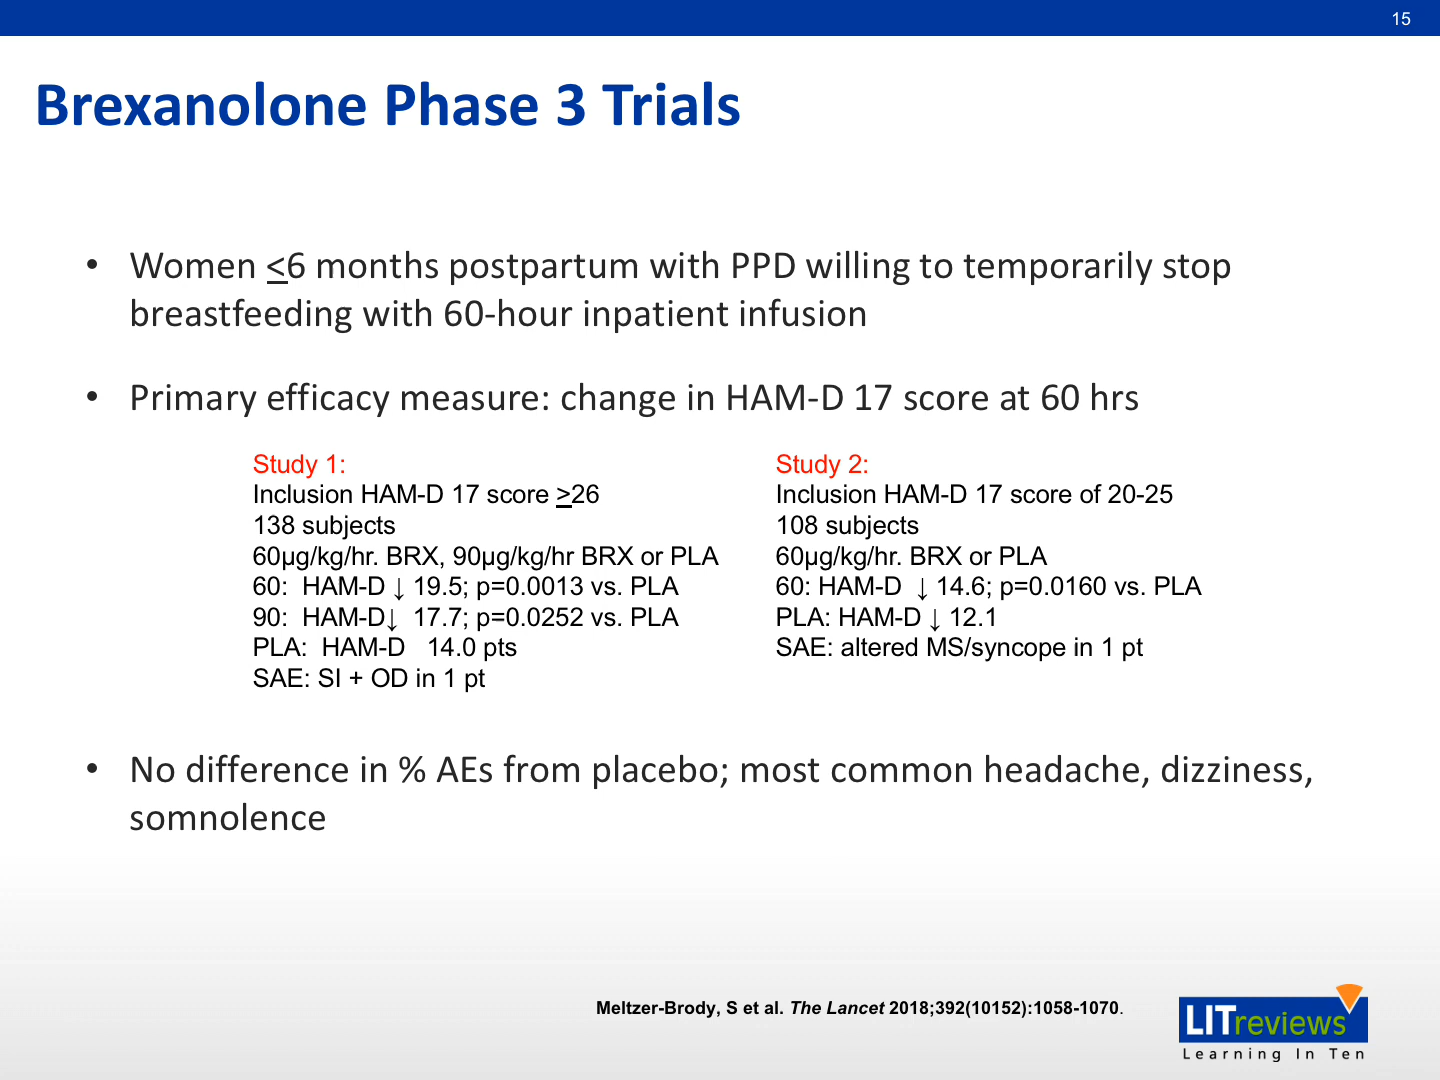 15
Brexanolone Phase 3 Trials
• Women <6 months postpartum with PPD willing to temporarily stop
breastfeeding with 60-hour inpatient infusion
• Primary efficacy measure: change in HAM-D 17 score at 60 hrs
Study 1:
Inclusion HAM-D 17 score >26
138 subjects
60µg/kg/hr. BRX, 90µg/kg/hr BRX or PLA
60:  HAM-D ↓ 19.5; p=0.0013 vs. PLA
90:  HAM-D↓  17.7; p=0.0252 vs. PLA
PLA:  HAM-D   14.0 pts
SAE: SI + OD in 1 pt
Study 2:
Inclusion HAM-D 17 score of 20-25
108 subjects
60µg/kg/hr. BRX or PLA
60: HAM-D  ↓ 14.6; p=0.0160 vs. PLA
PLA: HAM-D ↓ 12.1
SAE: altered MS/syncope in 1 pt
• No difference in % AEs from placebo; most common headache, dizziness,
somnolence
Meltzer-Brody, S et al. The Lancet 2018;392(10152):1058-1070.
LITreviews
Learning In Ten